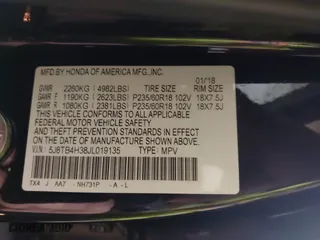 MFD.BY HONDA OF AMERICA MFG.,INC. 01/18
GVWR 2260KG (4982LBS) TIRE SIZE RIM SIZE
GAWR F 1190KG (2623LBS) P235/60R18 102V 18X7.5J
GAWR R 1080KG (2381LBS) P235/60R18 102V 18X7.5J
THIS VEHICLE CONFORMS TO ALL APPLICABLE
FEDERAL MOTOR VEHICLE SAFETY, BUMPER,
AND THEFT PREVENTION STANDARDS IN EFFECT
ON THE DATE OF MANUFACTURE SHOWN ABOVE.
V.I.N: 5J8TB4H38JL019135 TYPE: MPV
TX4 J AA7 - NH731P - A - L